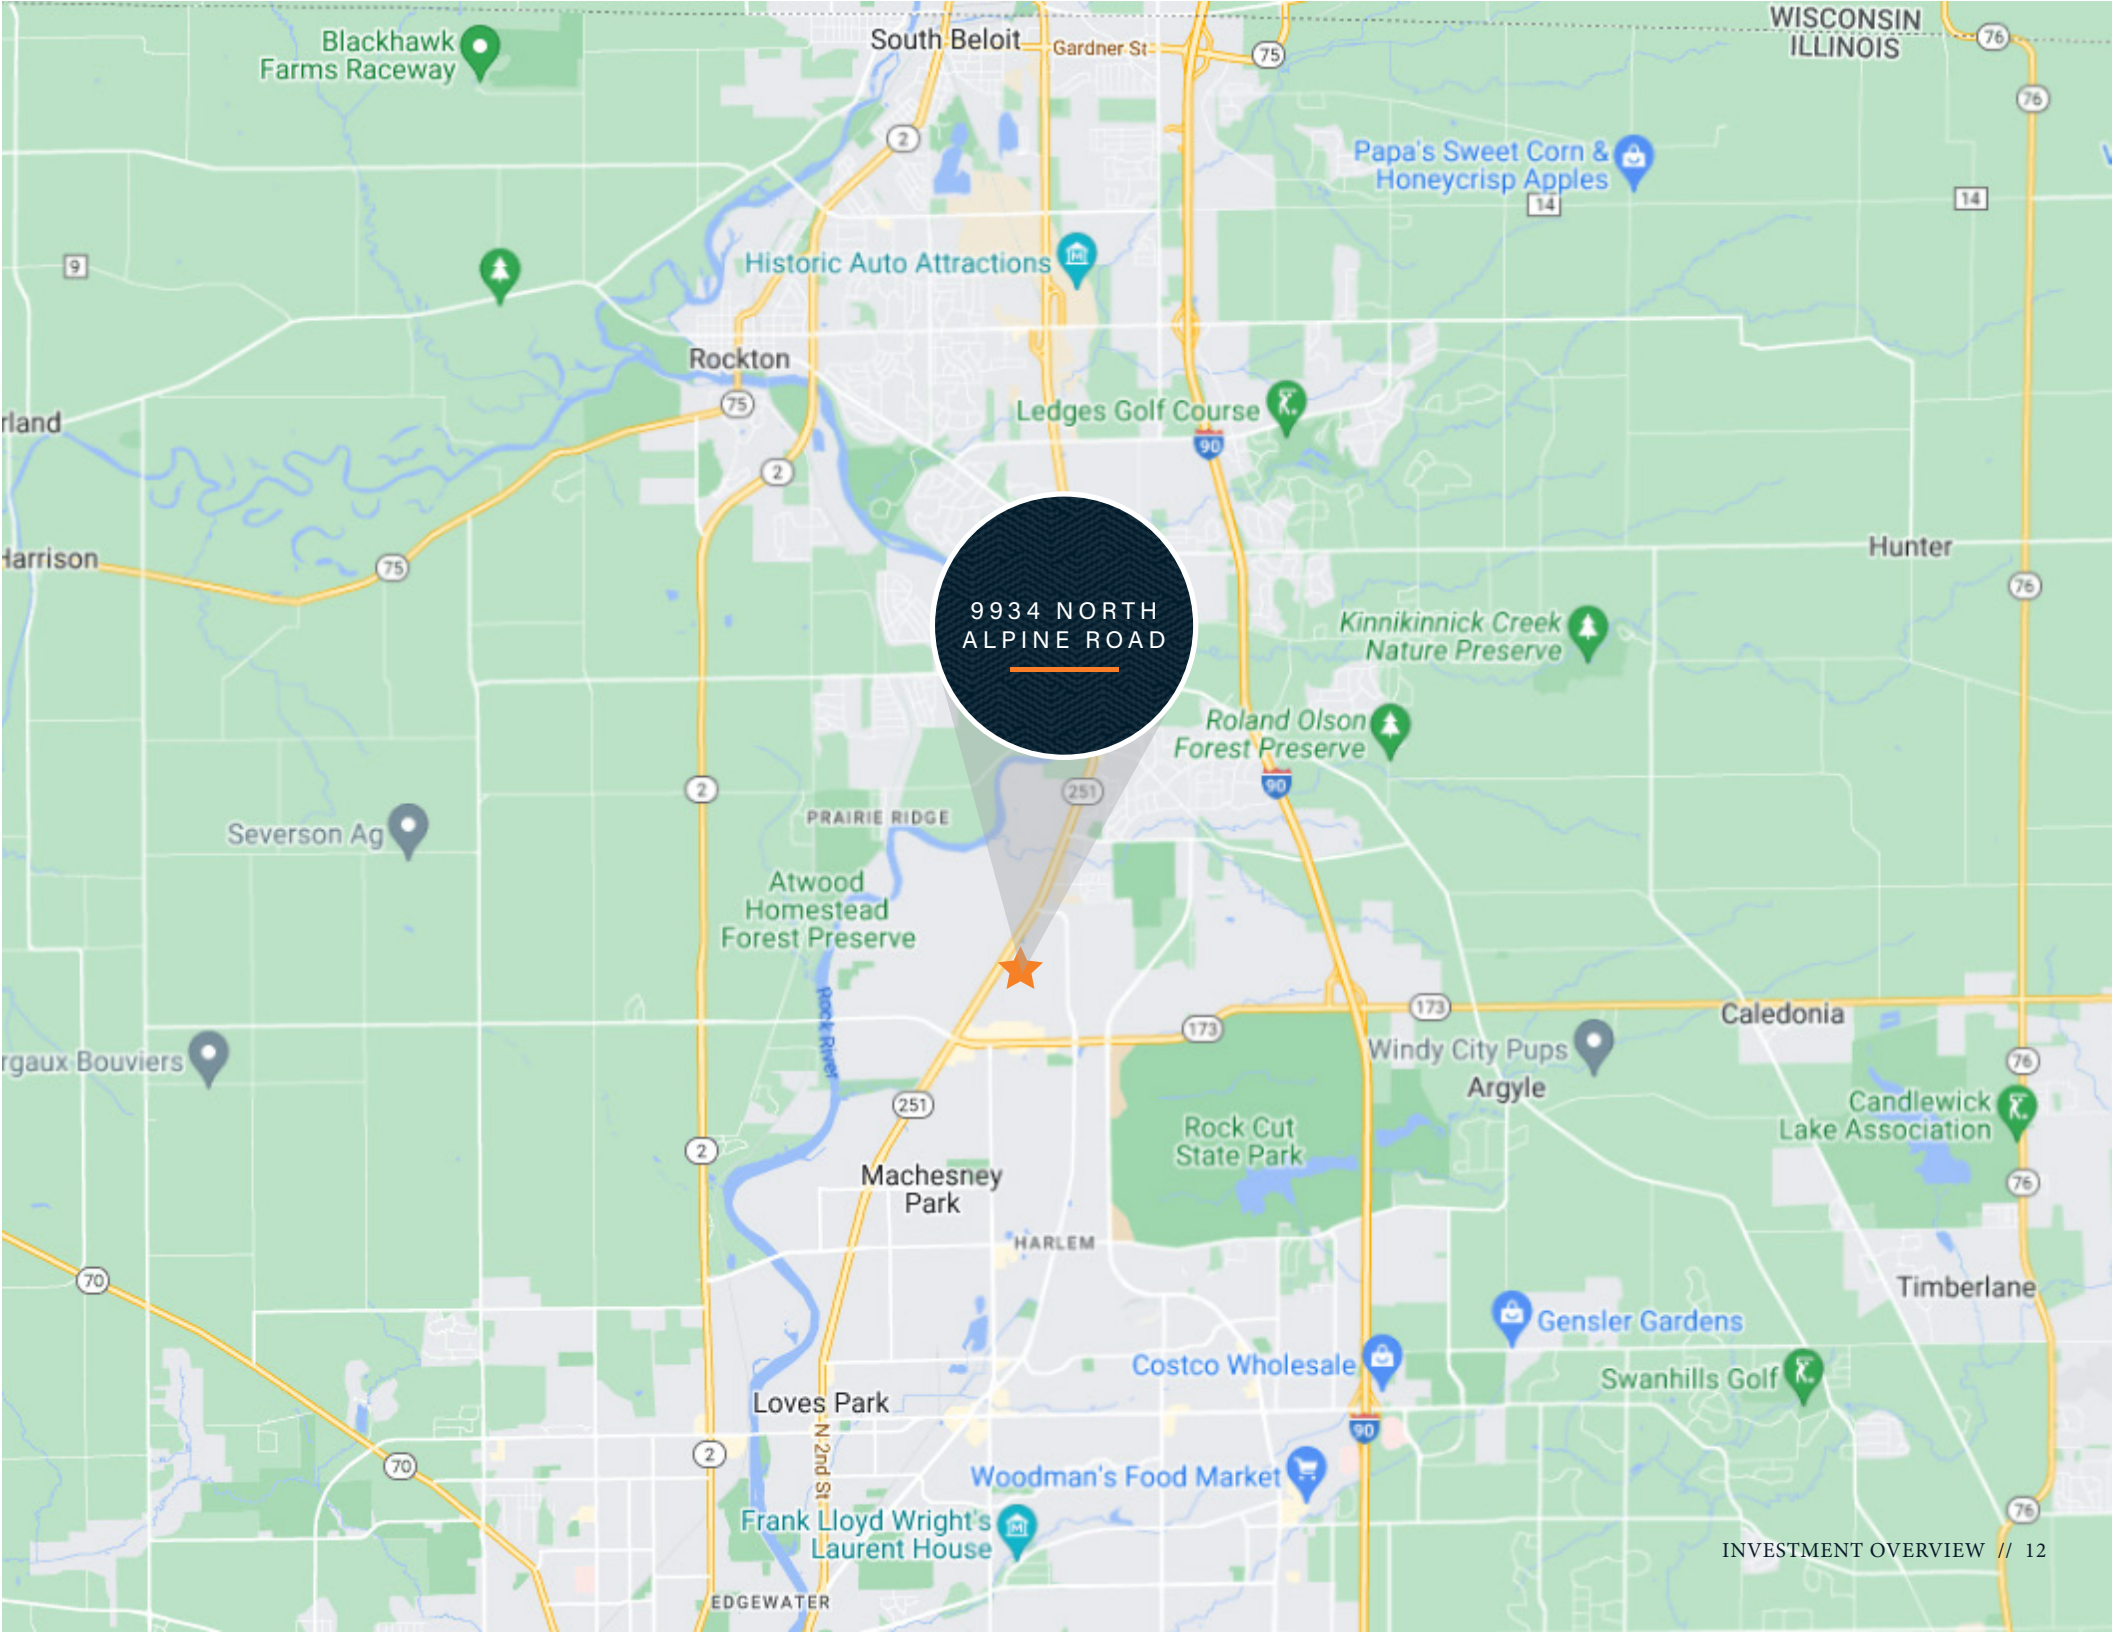 WISCONSIN
ILLINOIS
76
Blackhawk
Farms Raceway
South Beloit
Gardner St
75
76
2
Papa's Sweet Corn &
Honeycrisp Apples
14
14
9
Historic Auto Attractions
Rockton
75
Ledges Golf Course
90
rland
2
Harrison
75
Hunter
76
9934 NORTH
ALPINE ROAD
Kinnikinnick Creek
Nature Preserve
Roland Olson
Forest Preserve
90
2
251
PRAIRIE RIDGE
Severson Ag
Atwood
Homestead
Forest Preserve
Rock River
173
173
Caledonia
rgaux Bouviers
Windy City Pups
Argyle
76
251
Candlewick
Lake Association
Rock Cut
State Park
2
Machesney
Park
76
HARLEM
70
Timberlane
Gensler Gardens
Costco Wholesale
Swanhills Golf
Loves Park
N 2nd St
90
2
70
Woodman's Food Market
76
Frank Lloyd Wright's
Laurent House
INVESTMENT OVERVIEW // 12
EDGEWATER